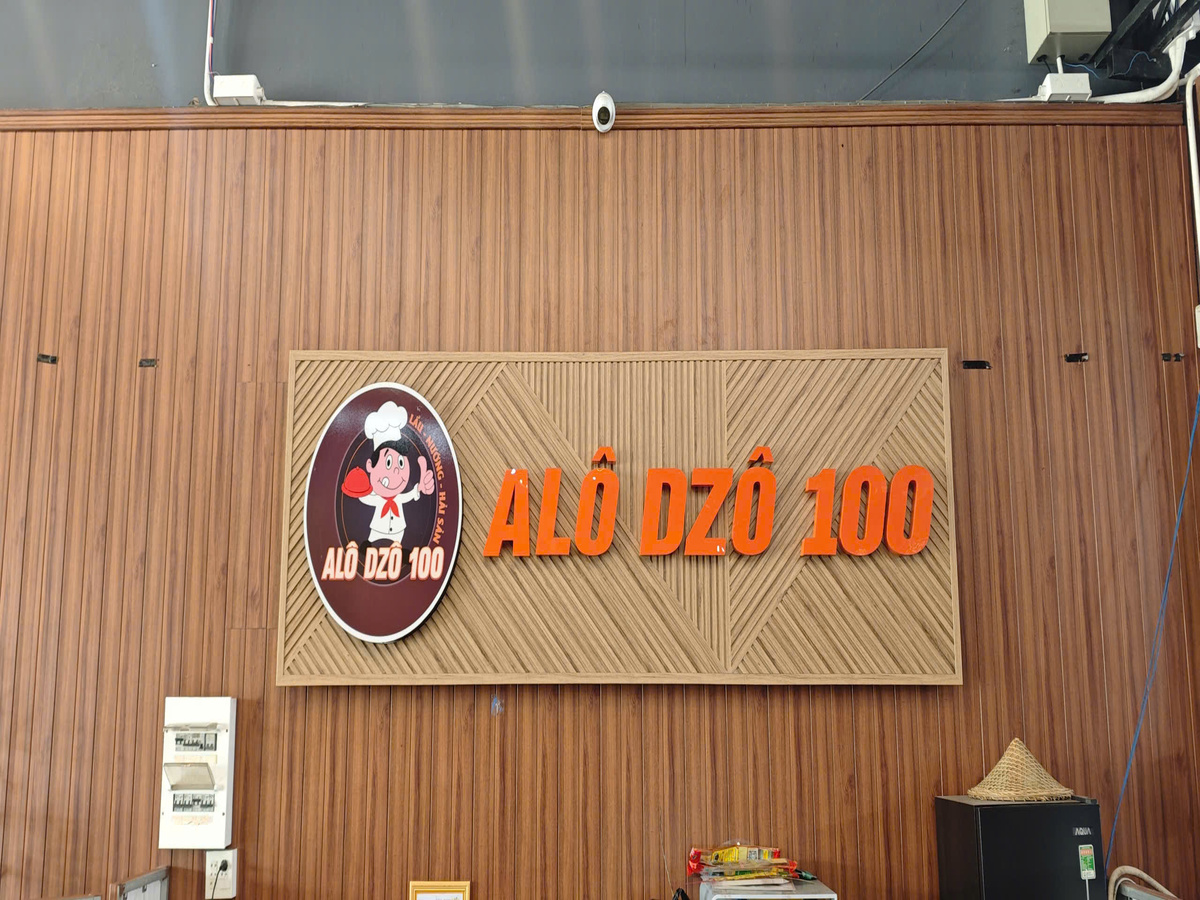 LẨU - NƯỚNG - HẢI SẢN
ALÔ DZÔ 100
ALÔ DZÔ 100
AQUA